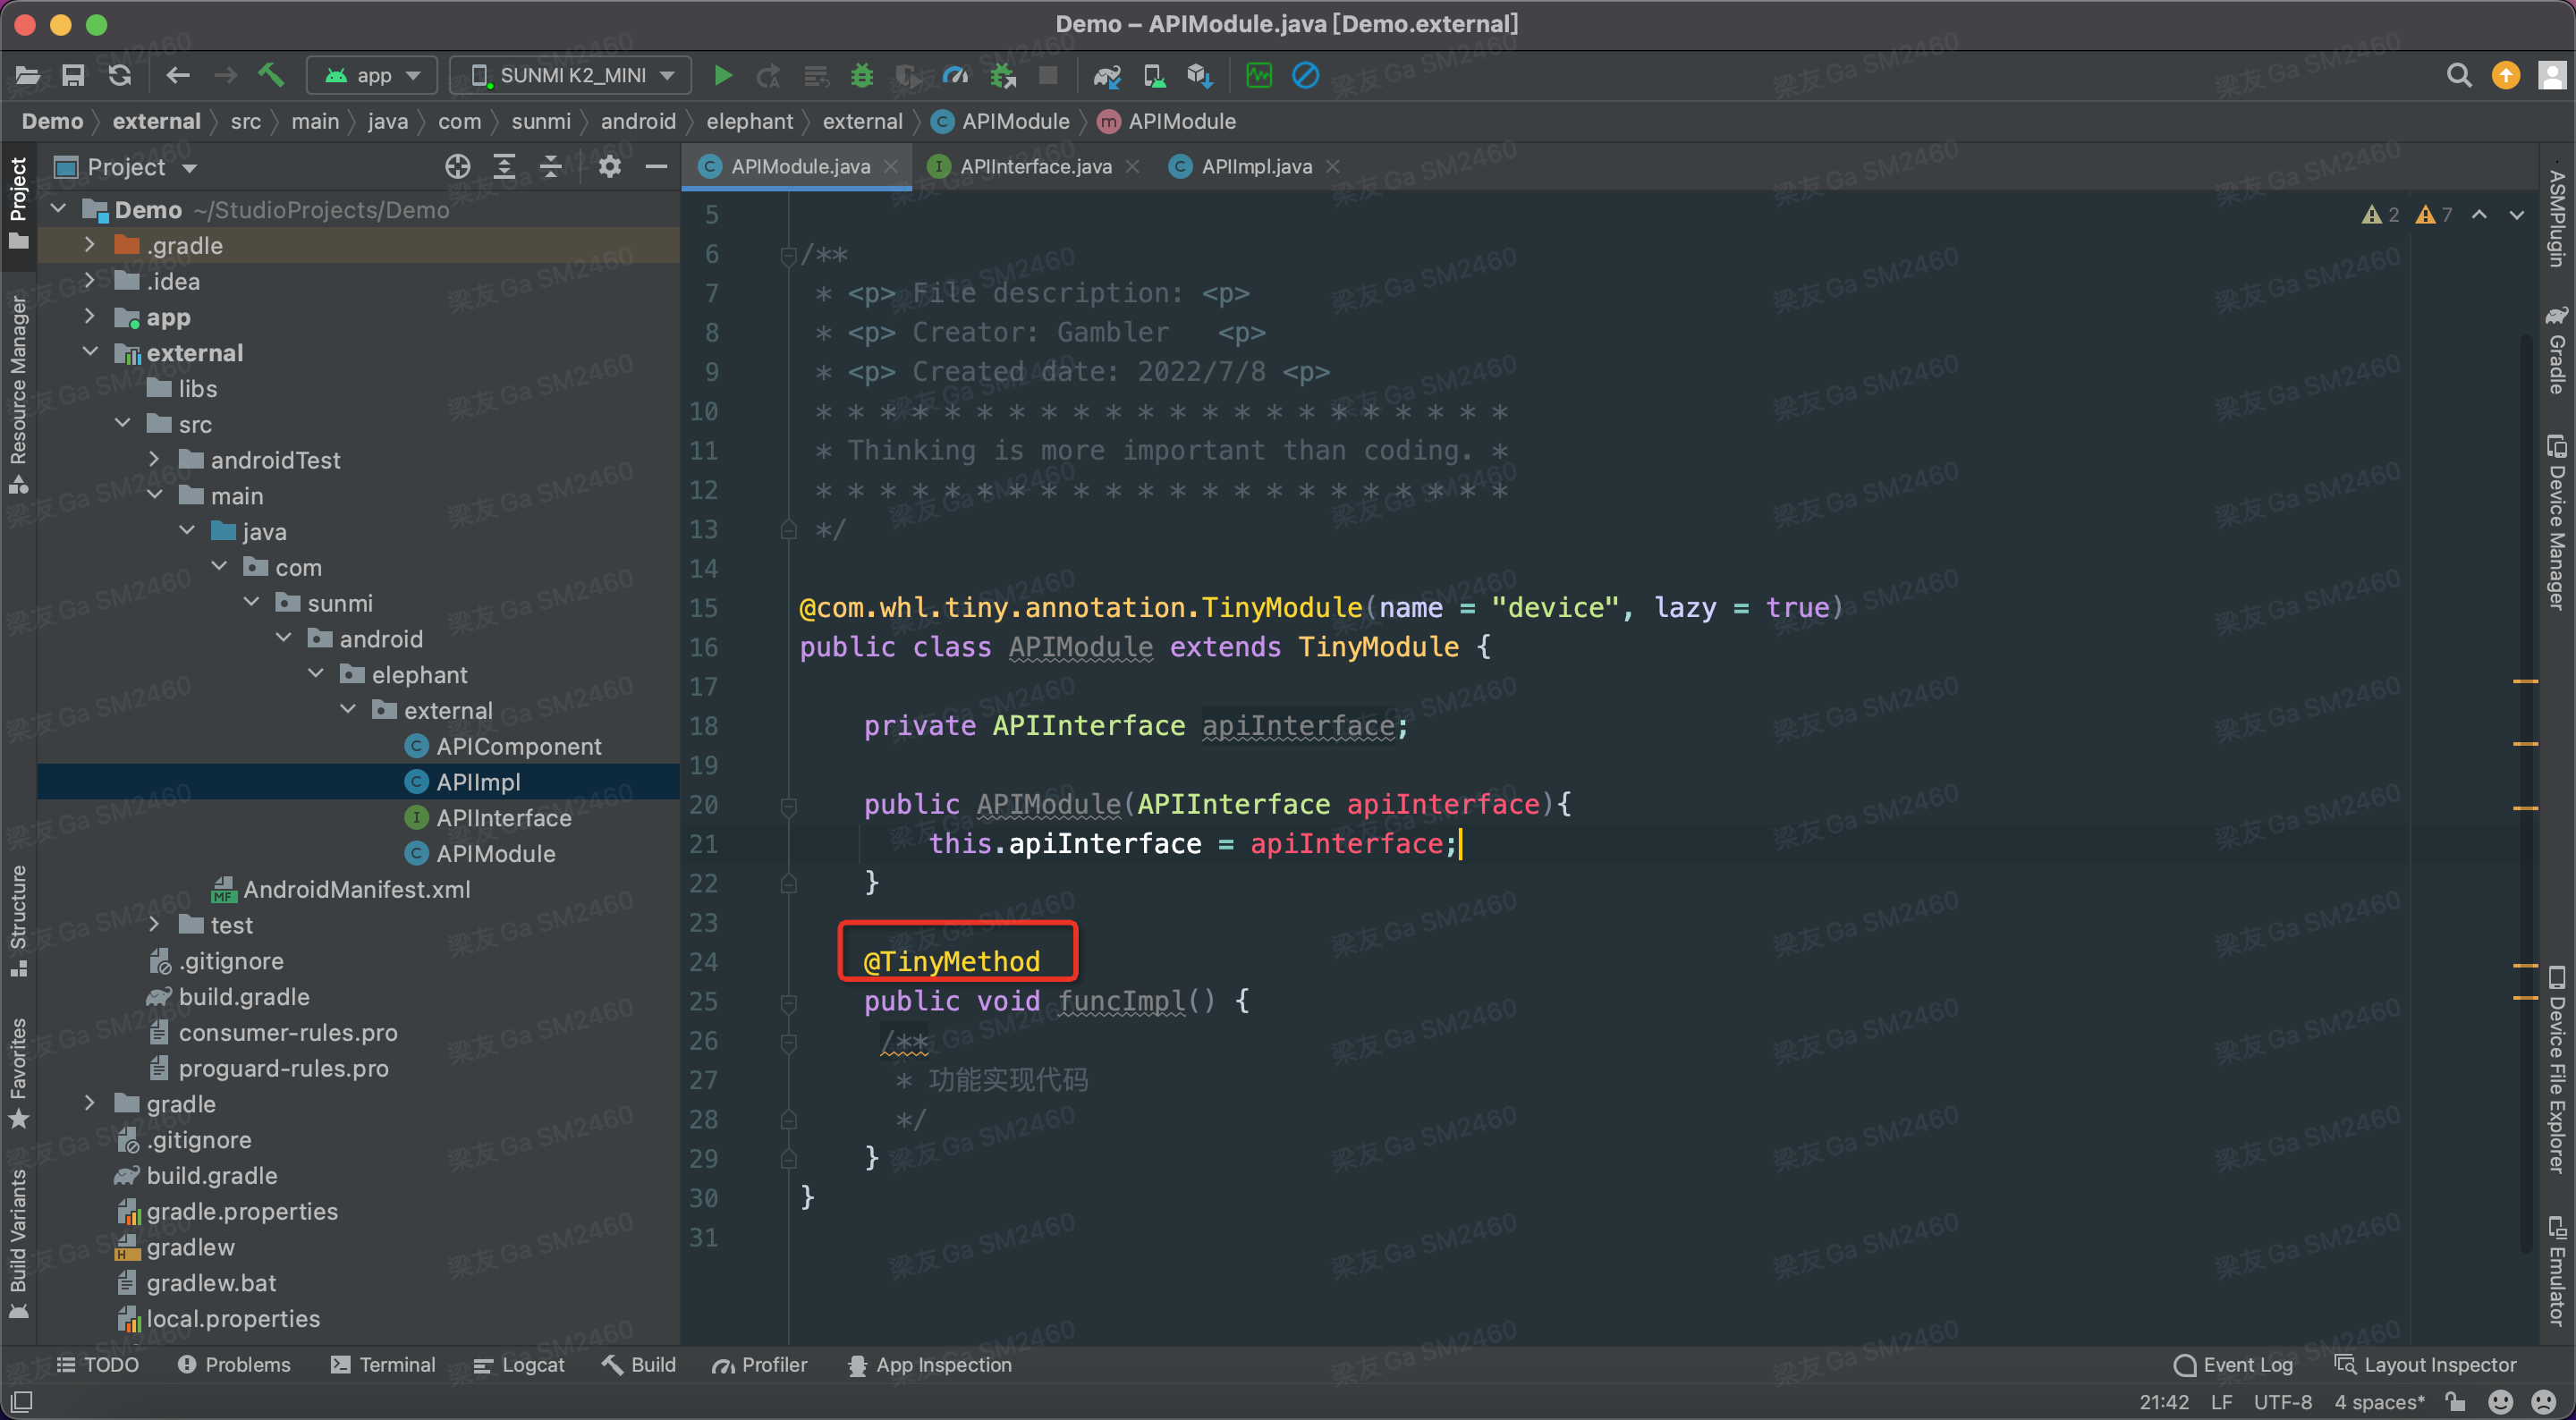 Demo – APIModule.java [Demo.external]
app
SUNMI K2_MINI
Demo
external
src
main
java
com
sunmi
android
elephant
external
APIModule
APIModule
Project
APIModule.java
APIInterface.java
APIImpl.java
Demo ~/StudioProjects/Demo
.gradle
.idea
app
external
libs
src
androidTest
main
java
com
sunmi
android
elephant
external
APIComponent
APIImpl
APIInterface
APIModule
AndroidManifest.xml
test
.gitignore
build.gradle
consumer-rules.pro
proguard-rules.pro
gradle
.gitignore
build.gradle
gradle.properties
gradlew
gradlew.bat
local.properties
Project
Resource Manager
Structure
Favorites
Build Variants
2 7
5
6 /**
7 * <p> File description: <p>
8 * <p> Creator: Gambler <p>
9 * <p> Created date: 2022/7/8 <p>
10 * * * * * * * * * * * * * * * * * * * * * *
11 * Thinking is more important than coding. *
12 * * * * * * * * * * * * * * * * * * * * * *
13 */
14
15 @com.whl.tiny.annotation.TinyModule(name = "device", lazy = true)
16 public class APIModule extends TinyModule {
17
18 private APIInterface apiInterface;
19
20 public APIModule(APIInterface apiInterface){
21 this.apiInterface = apiInterface;
22 }
23
24 @TinyMethod
25 public void funcImpl() {
26 /**
27 * 功能实现代码
28 */
29 }
30 }
31
ASMPlugin
Gradle
Device Manager
Device File Explorer
Emulator
TODO
Problems
Terminal
Logcat
Build
Profiler
App Inspection
Event Log
Layout Inspector
21:42 LF UTF-8 4 spaces*
梁友 Ga SM2460